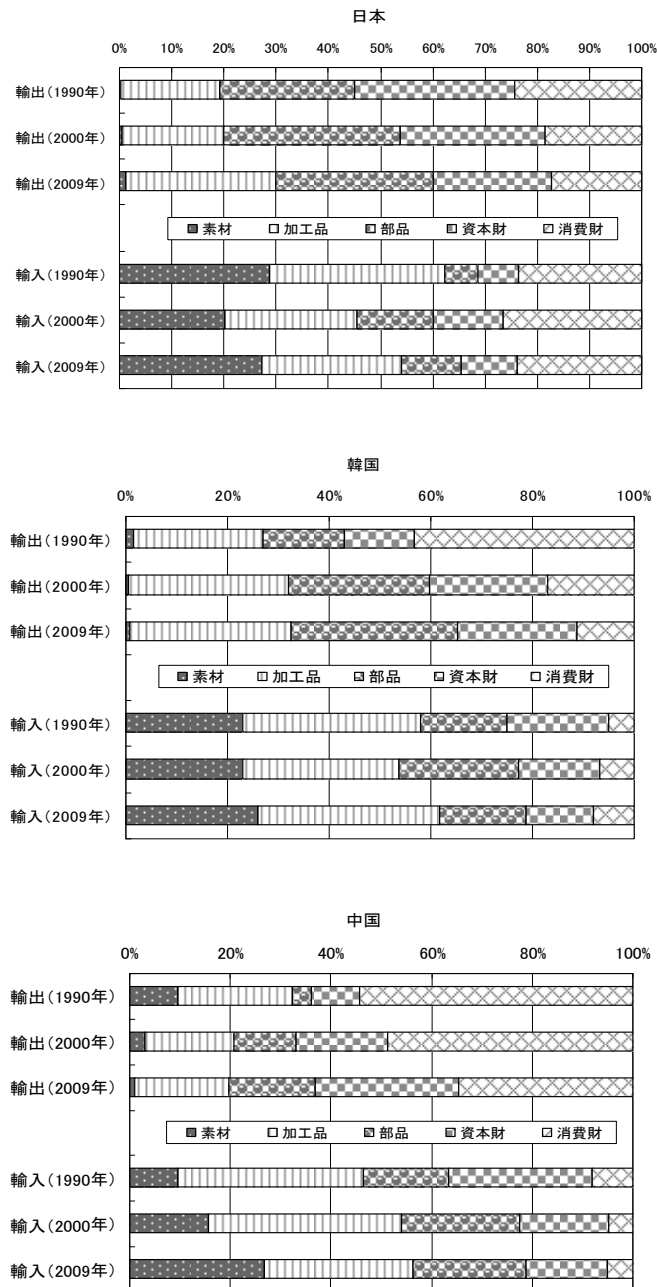 日本
0% 10% 20% 30% 40% 50% 60% 70% 80% 90% 100%
輸出(1990年)
輸出(2000年)
輸出(2009年)
素材 加工品 部品 資本財 消費財
輸入(1990年)
輸入(2000年)
輸入(2009年)
韓国
0% 20% 40% 60% 80% 100%
輸出(1990年)
輸出(2000年)
輸出(2009年)
素材 加工品 部品 資本財 消費財
輸入(1990年)
輸入(2000年)
輸入(2009年)
中国
0% 20% 40% 60% 80% 100%
輸出(1990年)
輸出(2000年)
輸出(2009年)
素材 加工品 部品 資本財 消費財
輸入(1990年)
輸入(2000年)
輸入(2009年)